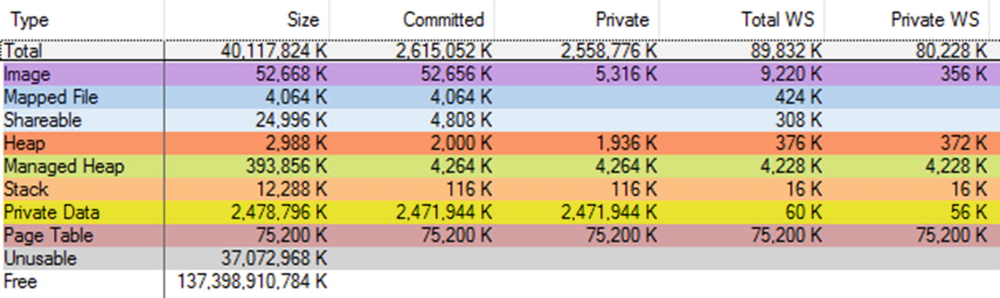 Type Size Committed Private Total WS Private WS
Total 40,117,824 K 2,615,052 K 2,558,776 K 89,832 K 80,228 K
Image 52,668 K 52,656 K 5,316 K 9,220 K 356 K
Mapped File 4,064 K 4,064 K 424 K
Shareable 24,996 K 4,808 K 308 K
Heap 2,988 K 2,000 K 1,936 K 376 K 372 K
Managed Heap 393,856 K 4,264 K 4,264 K 4,228 K 4,228 K
Stack 12,288 K 116 K 116 K 16 K 16 K
Private Data 2,478,796 K 2,471,944 K 2,471,944 K 60 K 56 K
Page Table 75,200 K 75,200 K 75,200 K 75,200 K 75,200 K
Unusable 37,072,968 K
Free 137,398,910,784 K